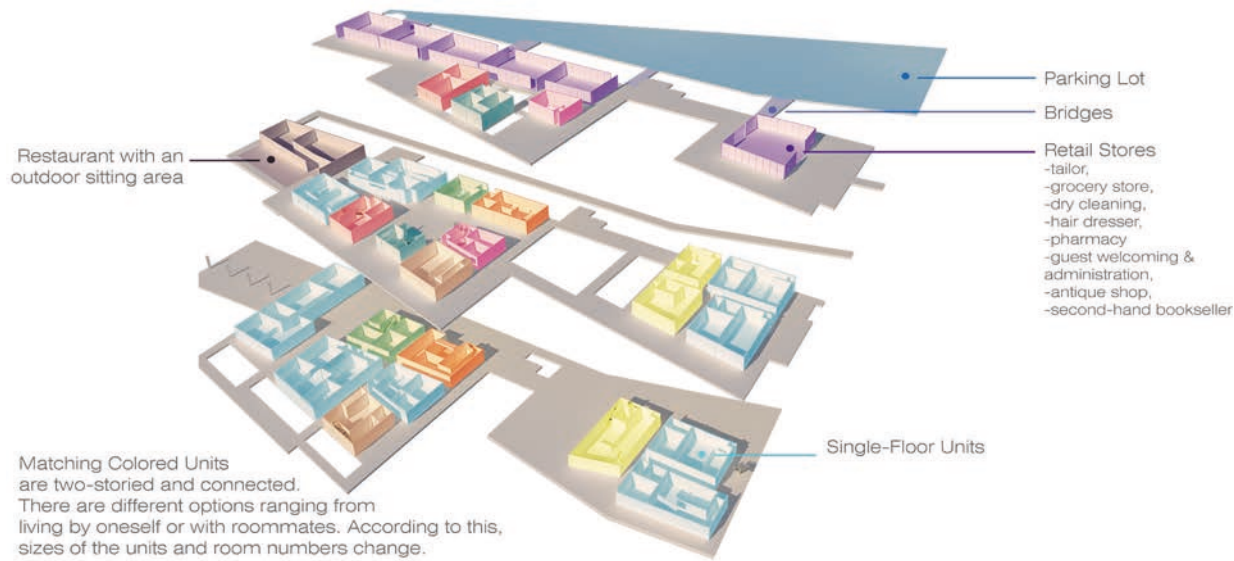 Parking Lot
Bridges
Retail Stores
-tailor,
-grocery store,
-dry cleaning,
-hair dresser,
-pharmacy
-guest welcoming &
administration,
-antique shop,
-second-hand bookseller
Restaurant with an
outdoor sitting area
Single-Floor Units
Matching Colored Units
are two-storied and connected.
There are different options ranging from
living by oneself or with roommates. According to this,
sizes of the units and room numbers change.